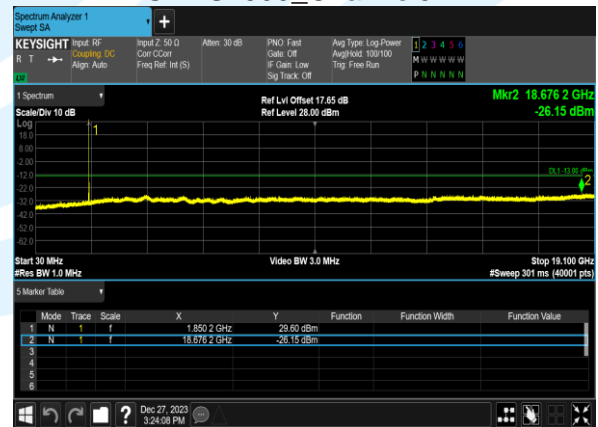 Spectrum Analyzer 1
Swept SA
KEYSIGHT Input: RF Input Z: 50 Ω Atten: 30 dB PNO: Fast Avg Type: Log-Power 1 2 3 4 5 6
R T Coupling: DC Corr CCorr Gate: Off Avg|Hold: 100/100 M W W W W W
Align: Auto Freq Ref: Int (S) IF Gain: Low Trig: Free Run
Sig Track: Off P N N N N N
1 Spectrum Ref Lvl Offset 17.65 dB Mkr2 18.676 2 GHz
Scale/Div 10 dB Ref Level 28.00 dBm -26.15 dBm
Log
18.0 1
8.00
-2.00
-12.0 DL1 -13.00 dBm
-22.0 2
-32.0
-42.0
-52.0
-62.0
Start 30 MHz Video BW 3.0 MHz Stop 19.100 GHz
#Res BW 1.0 MHz #Sweep 301 ms (40001 pts)
5 Marker Table
Mode Trace Scale X Y Function Function Width Function Value
1 N 1 f 1.850 2 GHz 29.60 dBm
2 N 1 f 18.676 2 GHz -26.15 dBm
3
4
5
6
? Dec 27, 2023
3:24:08 PM